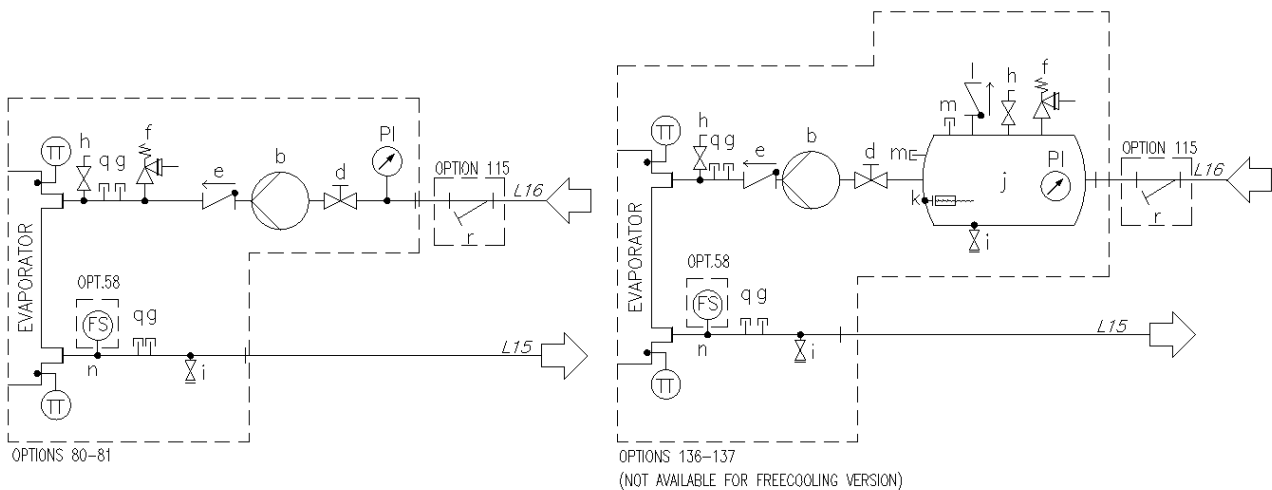 TT
h
q g
f
e
b
d
PI
OPTION 115
L16
r
EVAPORATOR
OPT.58
FS
n
q g
i
L15
TT
OPTIONS 80-81
TT
h
q g
e
b
d
m
m
l
h
f
PI
j
k
i
OPTION 115
L16
r
EVAPORATOR
OPT.58
FS
n
q g
i
L15
TT
OPTIONS 136-137
(NOT AVAILABLE FOR FREECOOLING VERSION)